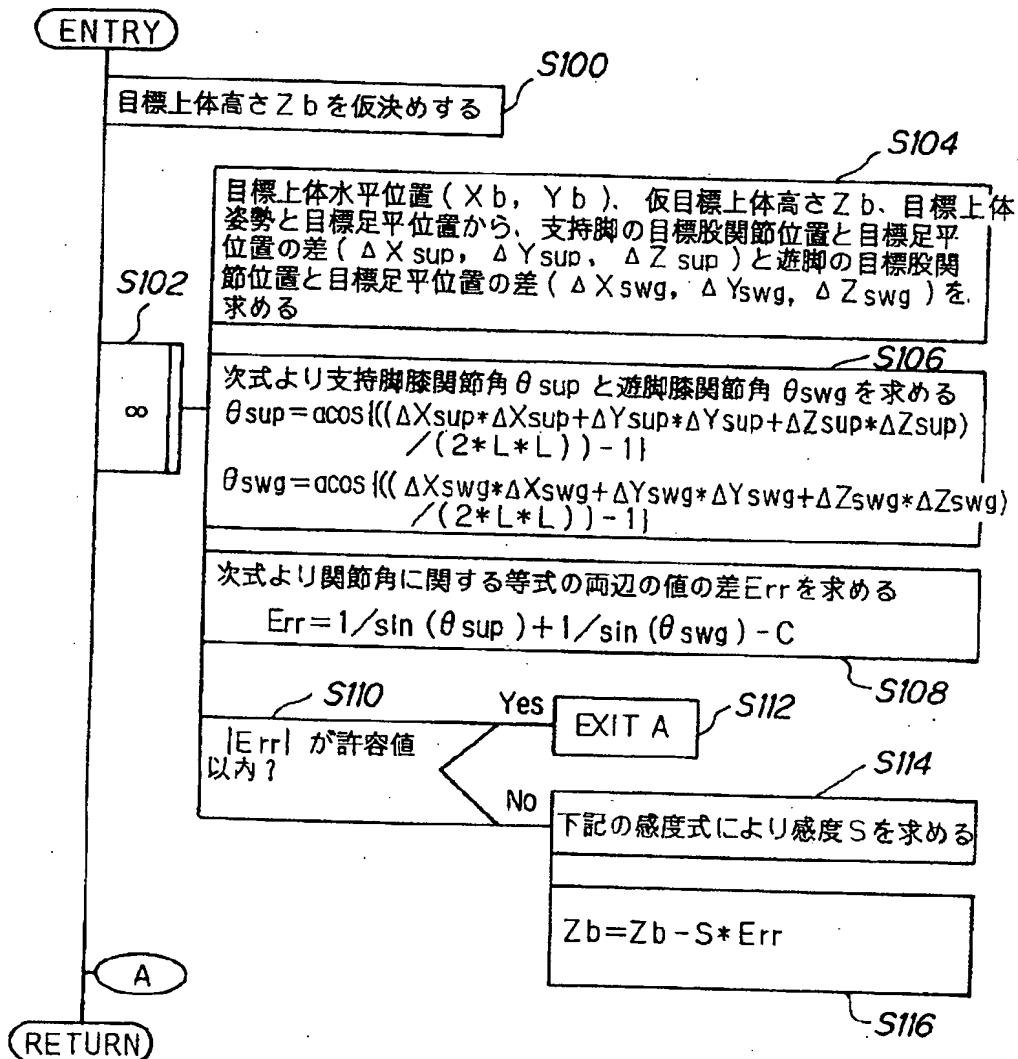 ENTRY
S100
目標上体高さZbを仮決めする
S104
目標上体水平位置(Xb, Yb)、仮目標上体高さZb、目標上体
姿勢と目標足平位置から、支持脚の目標股関節位置と目標足平
位置の差(ΔXsup, ΔYsup, ΔZsup)と遊脚の目標股関
節位置と目標足平位置の差(ΔXswg, ΔYswg, ΔZswg)を
求める
S102
∞
S106
次式より支持脚膝関節角θsupと遊脚膝関節角θswgを求める
θsup=acos{((ΔXsup*ΔXsup+ΔYsup*ΔYsup+ΔZsup*ΔZsup)
/(2*L*L))-1}
θswg=acos{((ΔXswg*ΔXswg+ΔYswg*ΔYswg+ΔZswg*ΔZswg)
/(2*L*L))-1}
次式より関節角に関する等式の両辺の値の差Errを求める
Err=1/sin(θsup)+1/sin(θswg)-C
S108
S110
|Err|が許容値
以内?
Yes
EXIT A
S112
No
S114
下記の感度式により感度Sを求める
Zb=Zb-S*Err
S116
A
RETURN